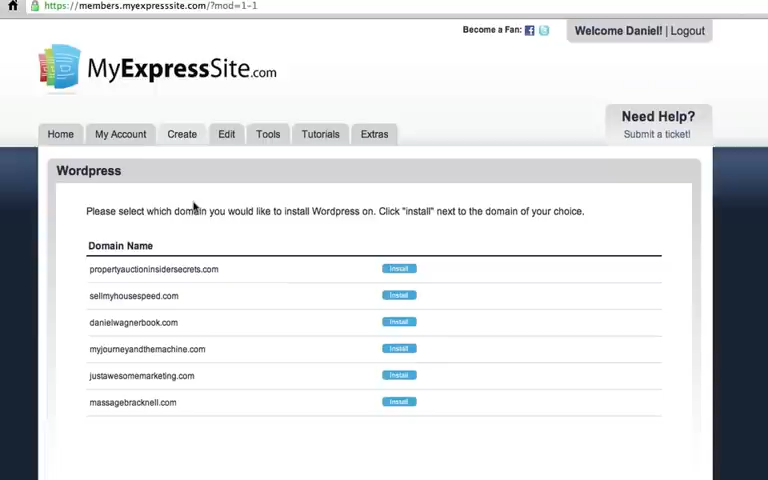 https://members.myexpresssite.com/?mod=1-1
Become a Fan:
Welcome Daniel! | Logout
MyExpressSite.com
Need Help?
Submit a ticket!
Home My Account Create Edit Tools Tutorials Extras
Wordpress
Please select which domain you would like to install Wordpress on. Click "install" next to the domain of your choice.
Domain Name
propertyauctioninsidersecrets.com Install
sellmyhousespeed.com Install
danielwagnerbook.com Install
myjourneyandthemachine.com Install
justawesomemarketing.com Install
massagebracknell.com Install